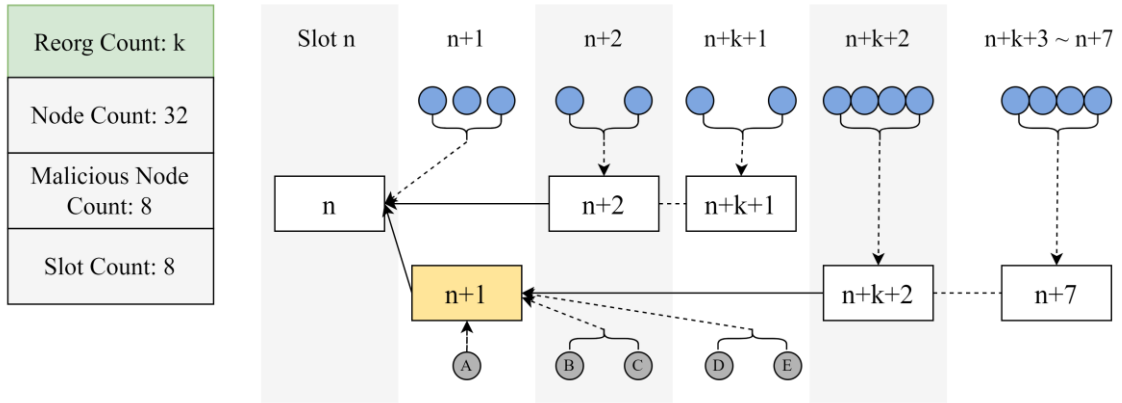 Reorg Count: k
Node Count: 32
Malicious Node
Count: 8
Slot Count: 8
Slot n
n+1
n+2
n+k+1
n+k+2
n+k+3 ~ n+7
n
n+2
n+k+1
n+1
n+k+2
n+7
A
B
C
D
E